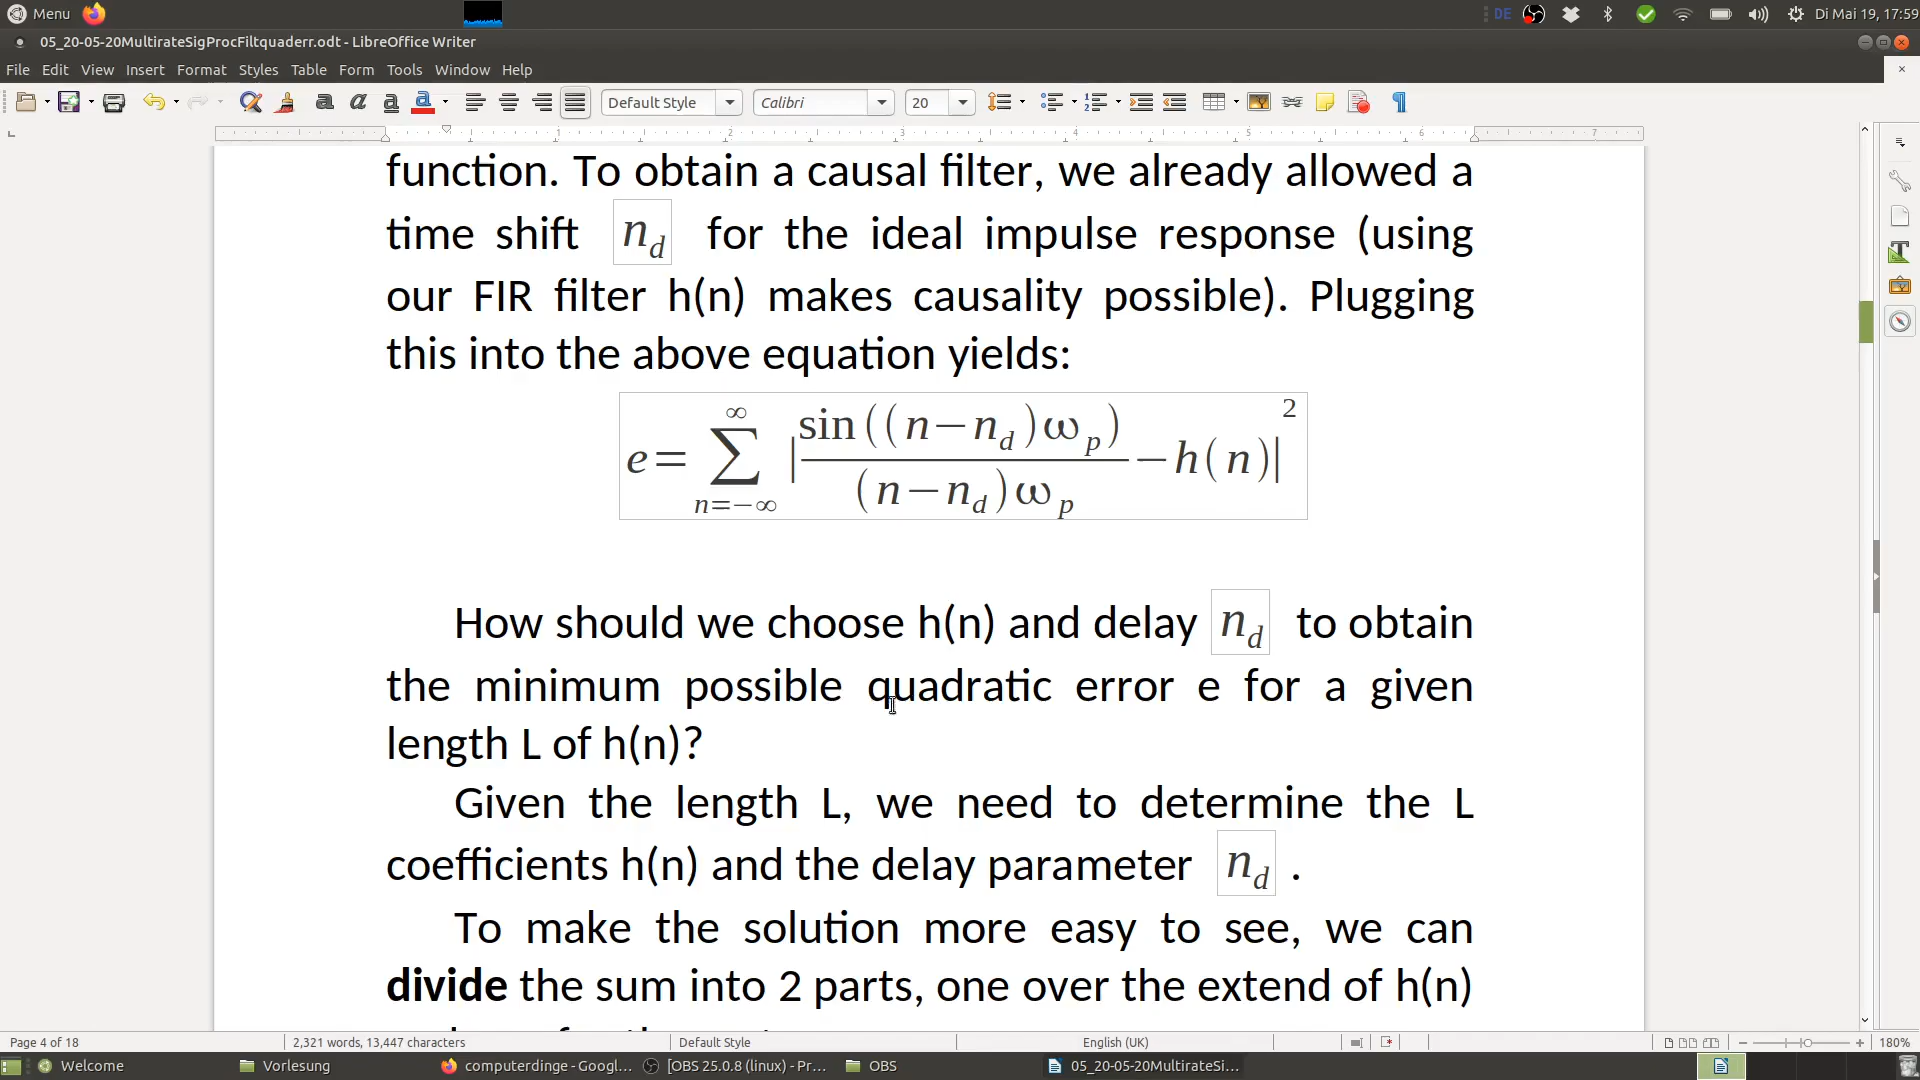 Menu
DE
Di Mai 19, 17:59
05_20-05-20MultirateSigProcFiltquaderr.odt - LibreOffice Writer
File Edit View Insert Format Styles Table Form Tools Window Help
Default Style
Calibri
20
1 2 3 4 5 6 7
function. To obtain a causal filter, we already allowed a
time shift n_d for the ideal impulse response (using
our FIR filter h(n) makes causality possible). Plugging
this into the above equation yields:
e=∑_{n=−∞}^{∞} |sin((n−n_d)ω_p)/((n−n_d)ω_p)−h(n)|²
How should we choose h(n) and delay n_d to obtain
the minimum possible quadratic error e for a given
length L of h(n)?
Given the length L, we need to determine the L
coefficients h(n) and the delay parameter n_d .
To make the solution more easy to see, we can
divide the sum into 2 parts, one over the extend of h(n)
Page 4 of 18
2,321 words, 13,447 characters
Default Style
English (UK)
180%
Welcome
Vorlesung
computerdinge - Googl...
[OBS 25.0.8 (linux) - Pr...
OBS
05_20-05-20MultirateSi...